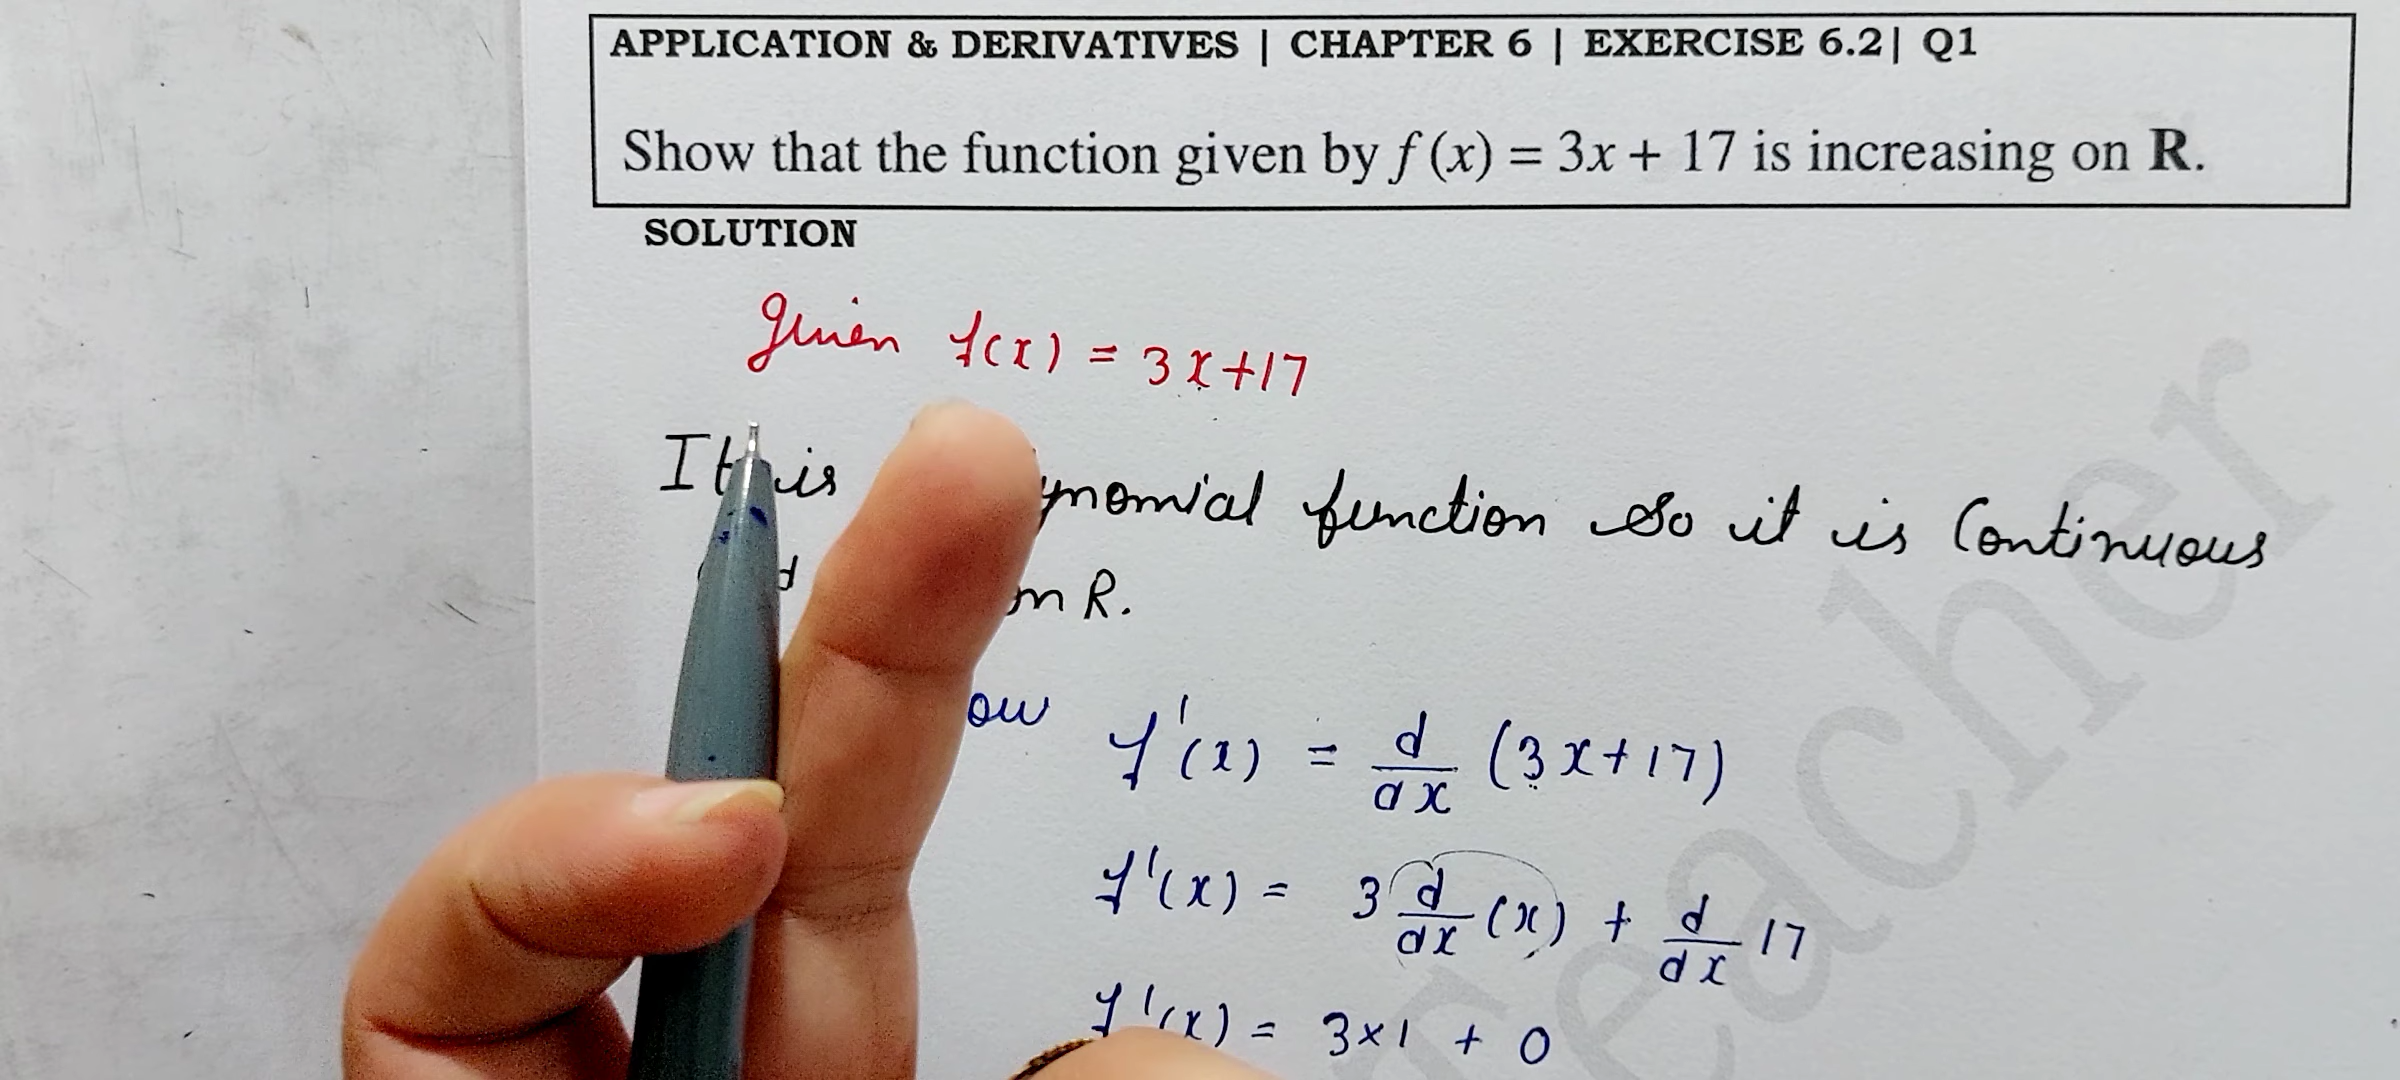 APPLICATION & DERIVATIVES | CHAPTER 6 | EXERCISE 6.2| Q1
Show that the function given by f (x) = 3x + 17 is increasing on R.
SOLUTION
Given f(x) = 3x+17
It is function so it is Continuous
R.
f'(x) = d/dx (3x+17)
f'(x) = 3 d/dx (x) + d/dx 17
f'(x) = 3×1 + 0
Teacher